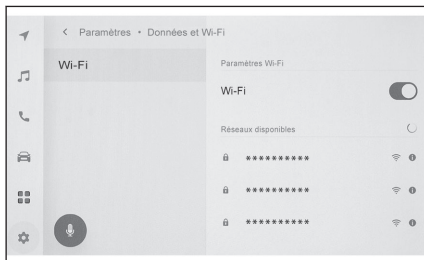 Paramètres • Données et Wi-Fi
Wi-Fi
Paramètres Wi-Fi
Wi-Fi
Réseaux disponibles
**********
**********
**********